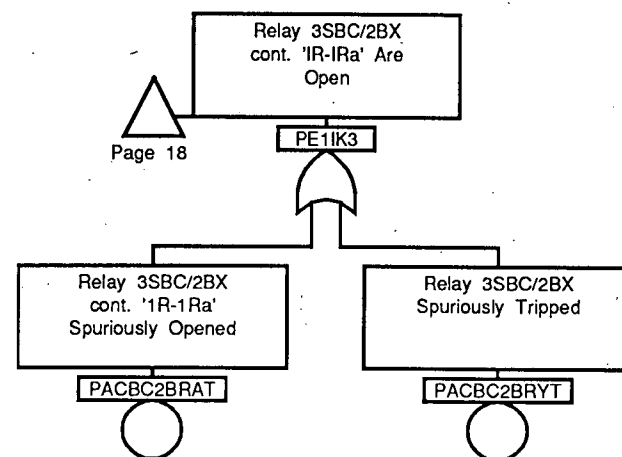 Relay 3SBC/2BX
cont. 'IR-IRa' Are
Open
Page 18
PE1IK3
Relay 3SBC/2BX
cont. '1R-1Ra'
Spuriously Opened
Relay 3SBC/2BX
Spuriously Tripped
PACBC2BRAT
PACBC2BRYT